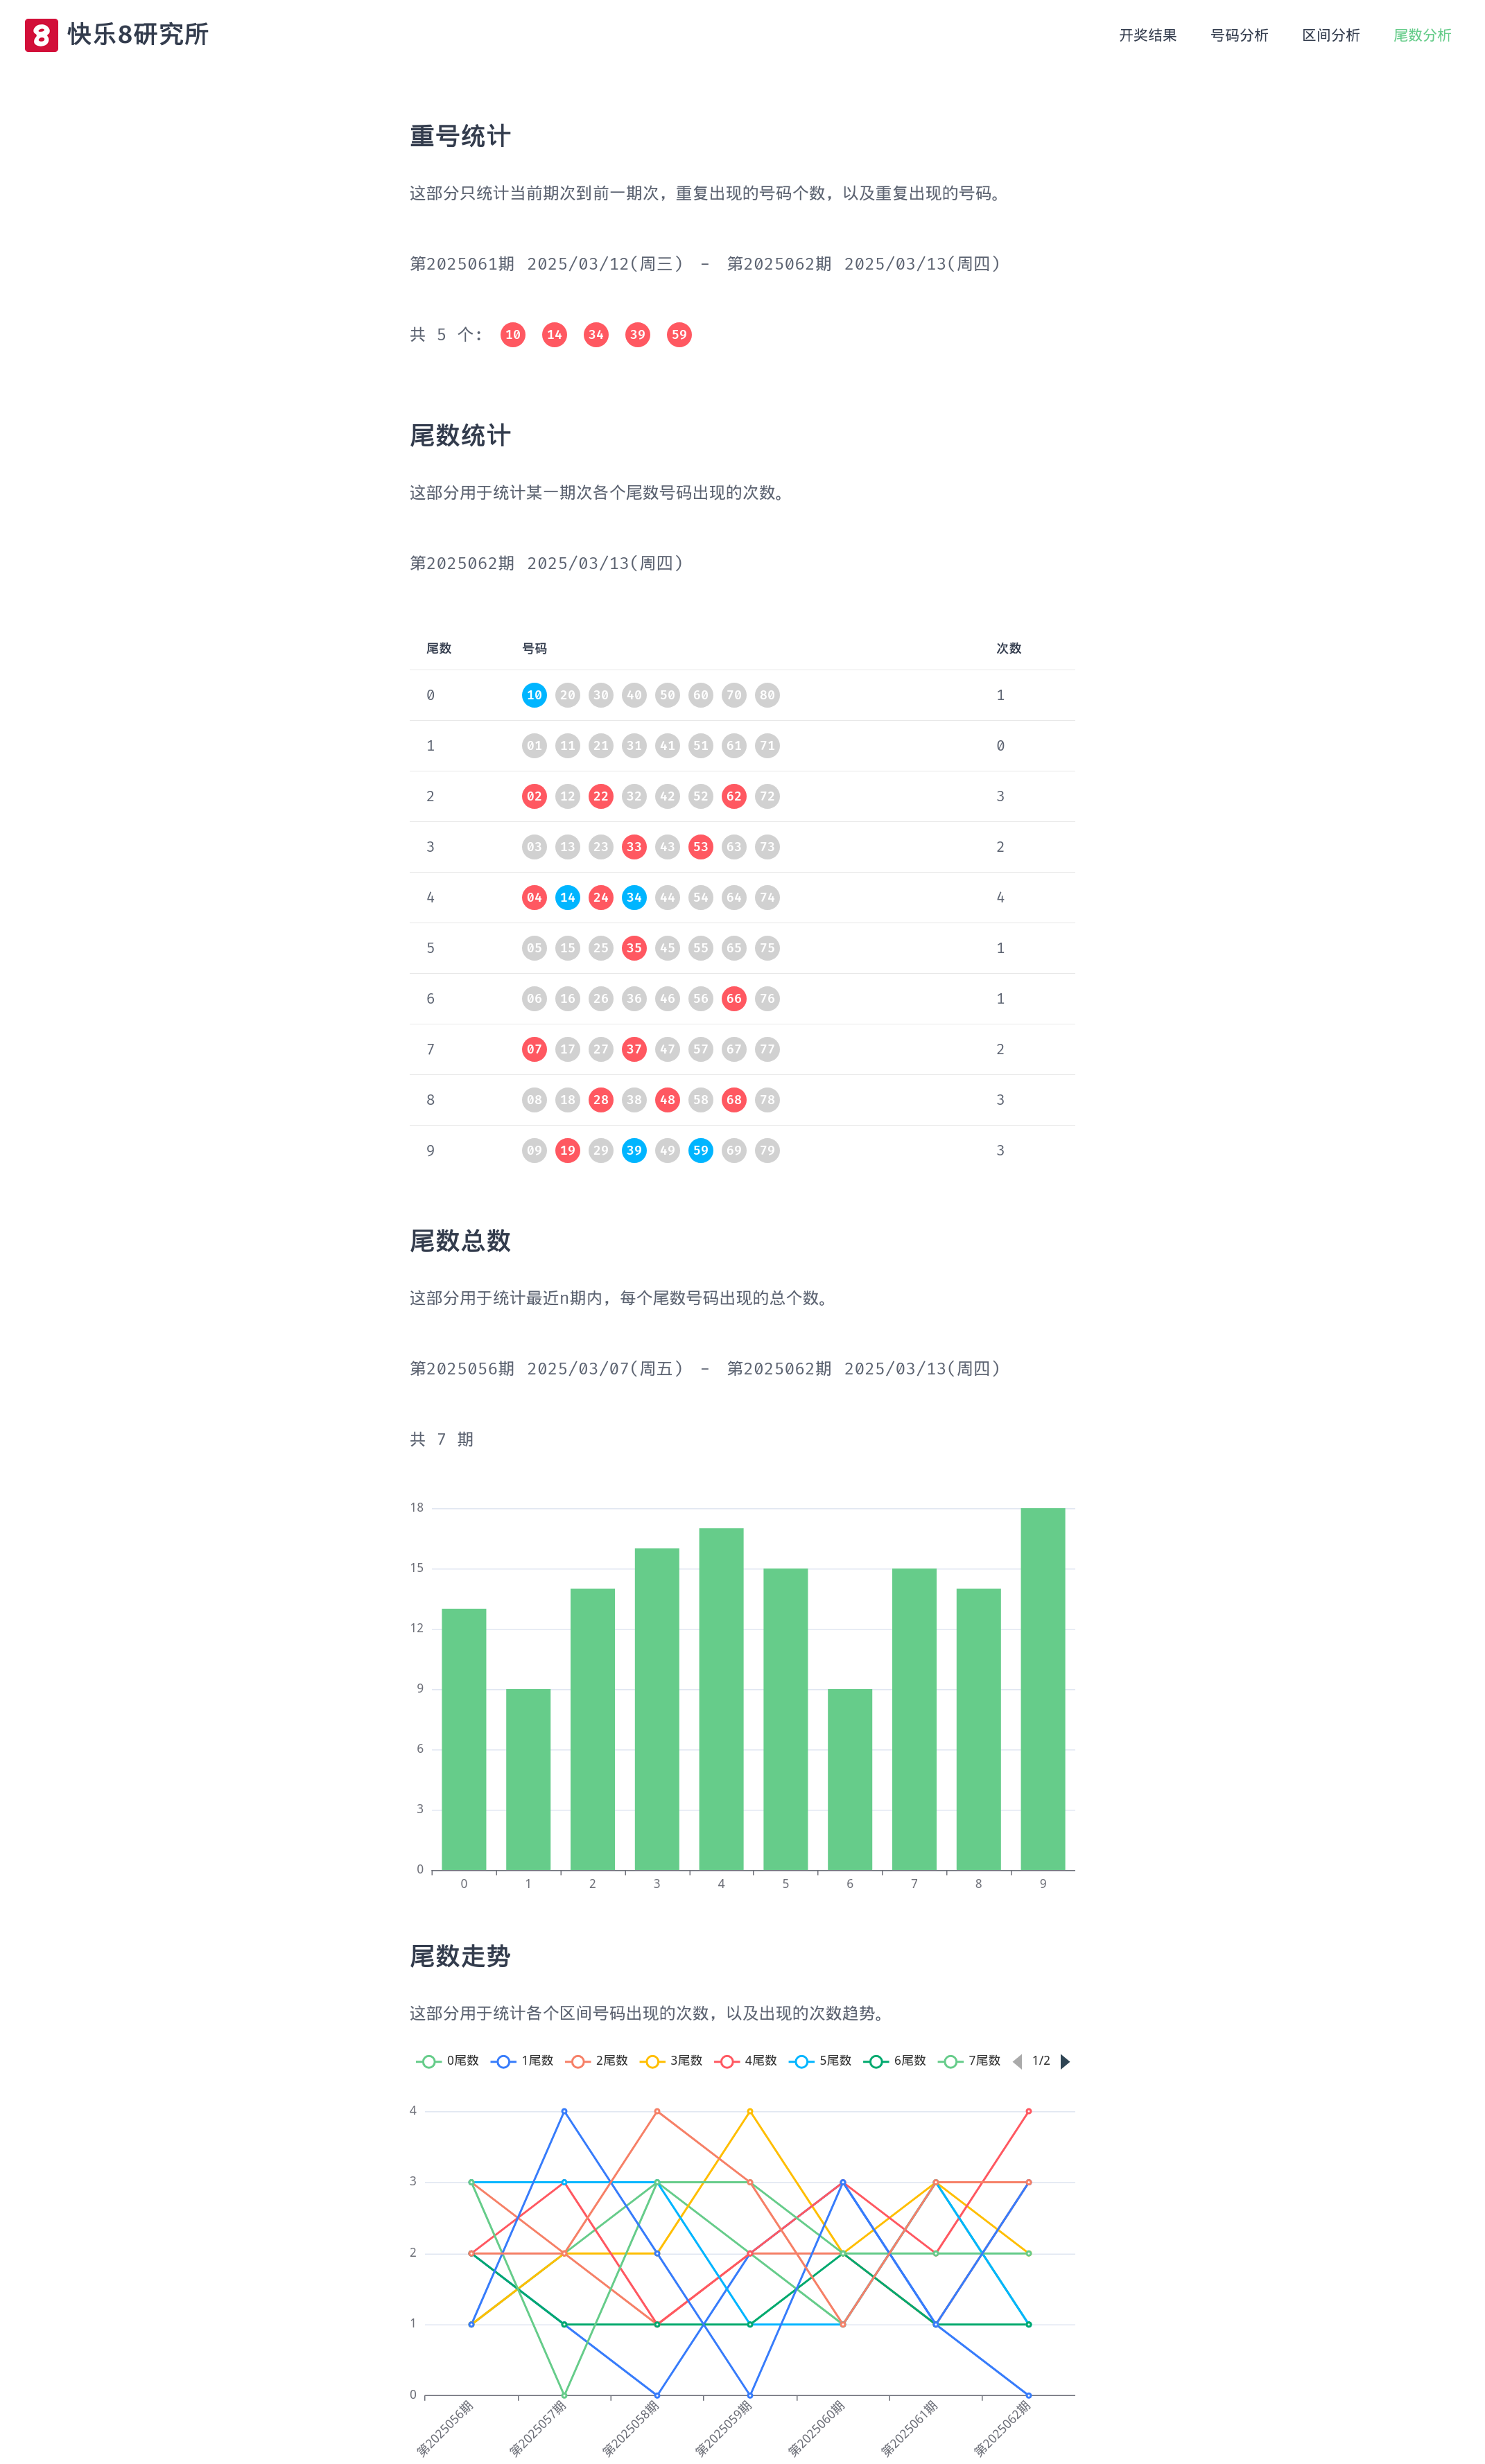 8 快乐8研究所 开奖结果 号码分析 区间分析 尾数分析
重号统计
这部分只统计当前期次到前一期次，重复出现的号码个数，以及重复出现的号码。
第2025061期 2025/03/12(周三) － 第2025062期 2025/03/13(周四)
共 5 个: 10 14 34 39 59
尾数统计
这部分用于统计某一期次各个尾数号码出现的次数。
第2025062期 2025/03/13(周四)
尾数 号码 次数
0 10 20 30 40 50 60 70 80 1
1 01 11 21 31 41 51 61 71 0
2 02 12 22 32 42 52 62 72 3
3 03 13 23 33 43 53 63 73 2
4 04 14 24 34 44 54 64 74 4
5 05 15 25 35 45 55 65 75 1
6 06 16 26 36 46 56 66 76 1
7 07 17 27 37 47 57 67 77 2
8 08 18 28 38 48 58 68 78 3
9 09 19 29 39 49 59 69 79 3
尾数总数
这部分用于统计最近n期内，每个尾数号码出现的总个数。
第2025056期 2025/03/07(周五) － 第2025062期 2025/03/13(周四)
共 7 期
18
15
12
9
6
3
0
0 1 2 3 4 5 6 7 8 9
尾数走势
这部分用于统计各个区间号码出现的次数，以及出现的次数趋势。
0尾数 1尾数 2尾数 3尾数 4尾数 5尾数 6尾数 7尾数 1/2
4
3
2
1
0
第2025056期 第2025057期 第2025058期 第2025059期 第2025060期 第2025061期 第2025062期